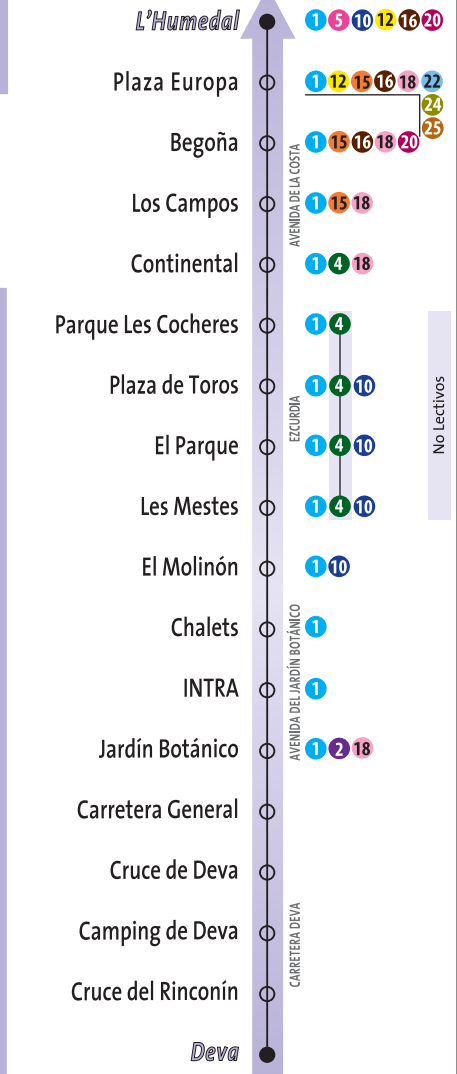 L'Humedal 1 5 10 12 16 20
Plaza Europa 1 12 15 16 18 22
24
25
Begoña 1 15 16 18 20
AVENIDA DE LA COSTA
Los Campos 1 15 18
Continental 1 4 18
Parque Les Cocheres 1 4
Plaza de Toros 1 4 10
EZCURDIA
No Lectivos
El Parque 1 4 10
Les Mestes 1 4 10
El Molinón 1 10
Chalets 1
AVENIDA DEL JARDÍN BOTÁNICO
INTRA 1
Jardín Botánico 1 2 18
Carretera General
Cruce de Deva
Camping de Deva
CARRETERA DEVA
Cruce del Rinconín
Deva